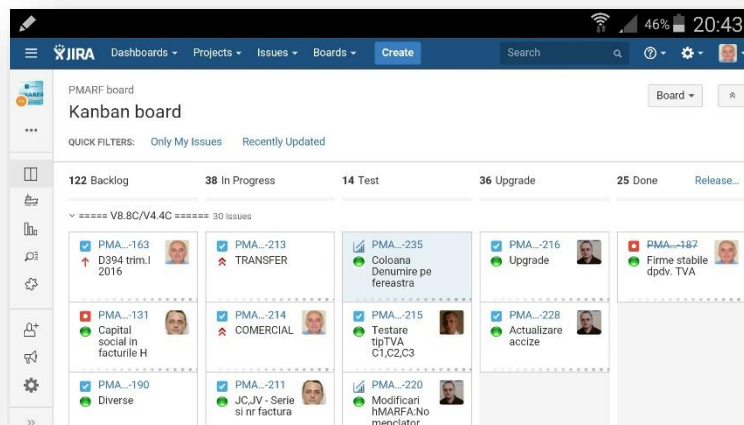 46% 20:43
JIRA Dashboards Projects Issues Boards Create Search
PMARF board
Kanban board
Board
QUICK FILTERS: Only My Issues Recently Updated
122 Backlog
38 In Progress
14 Test
36 Upgrade
25 Done Release...
===== V8.8C/V4.4C ====== 30 issues
PMA...-163
D394 trim.I
2016
PMA...-213
TRANSFER
PMA...-235
Coloana
Denumire pe
fereastra
PMA...-216
Upgrade
PMA...-187
Firme stabile
dpdv. TVA
PMA...-131
Capital
social in
facturile H
PMA...-214
COMERCIAL
PMA...-215
Testare
tipTVA
C1,C2,C3
PMA...-228
Actualizare
accize
PMA...-190
Diverse
PMA...-211
JC,JV - Serie
si nr factura
PMA...-220
Modificari
hMARFA:No
menclator